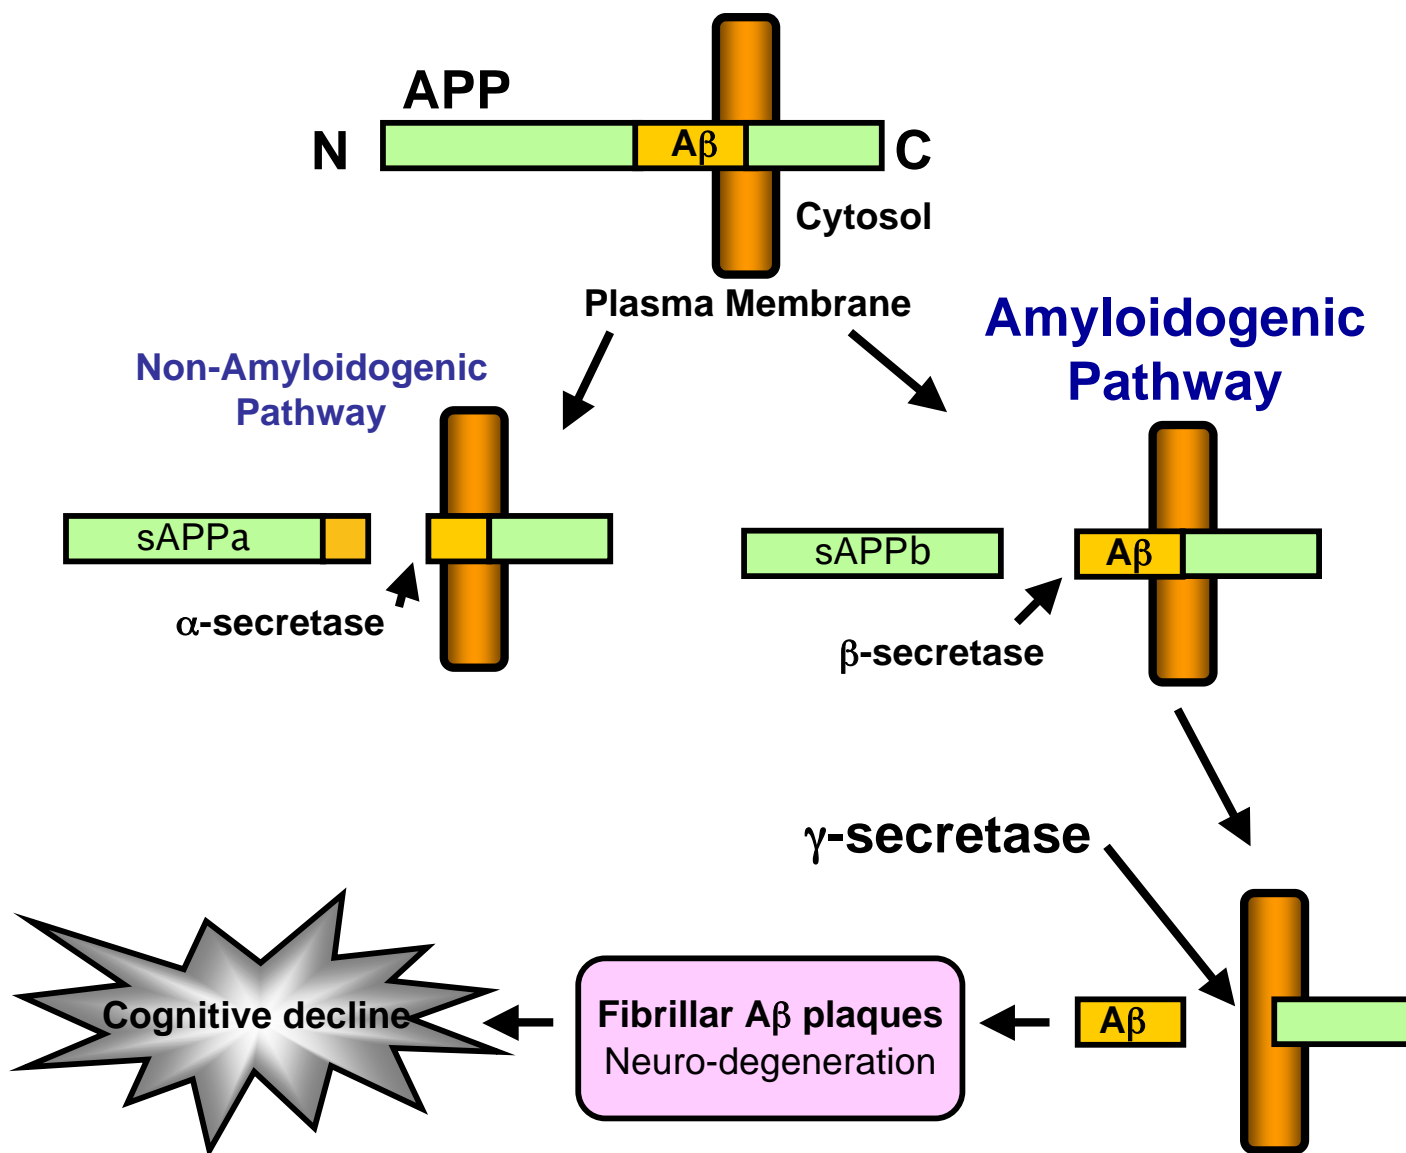 APP
N
Aβ
C
Cytosol
Plasma Membrane
Non-Amyloidogenic
Pathway
Amyloidogenic
Pathway
sAPPa
α-secretase
sAPPb
Aβ
β-secretase
γ-secretase
Cognitive decline
Fibrillar Aβ plaques
Neuro-degeneration
Aβ